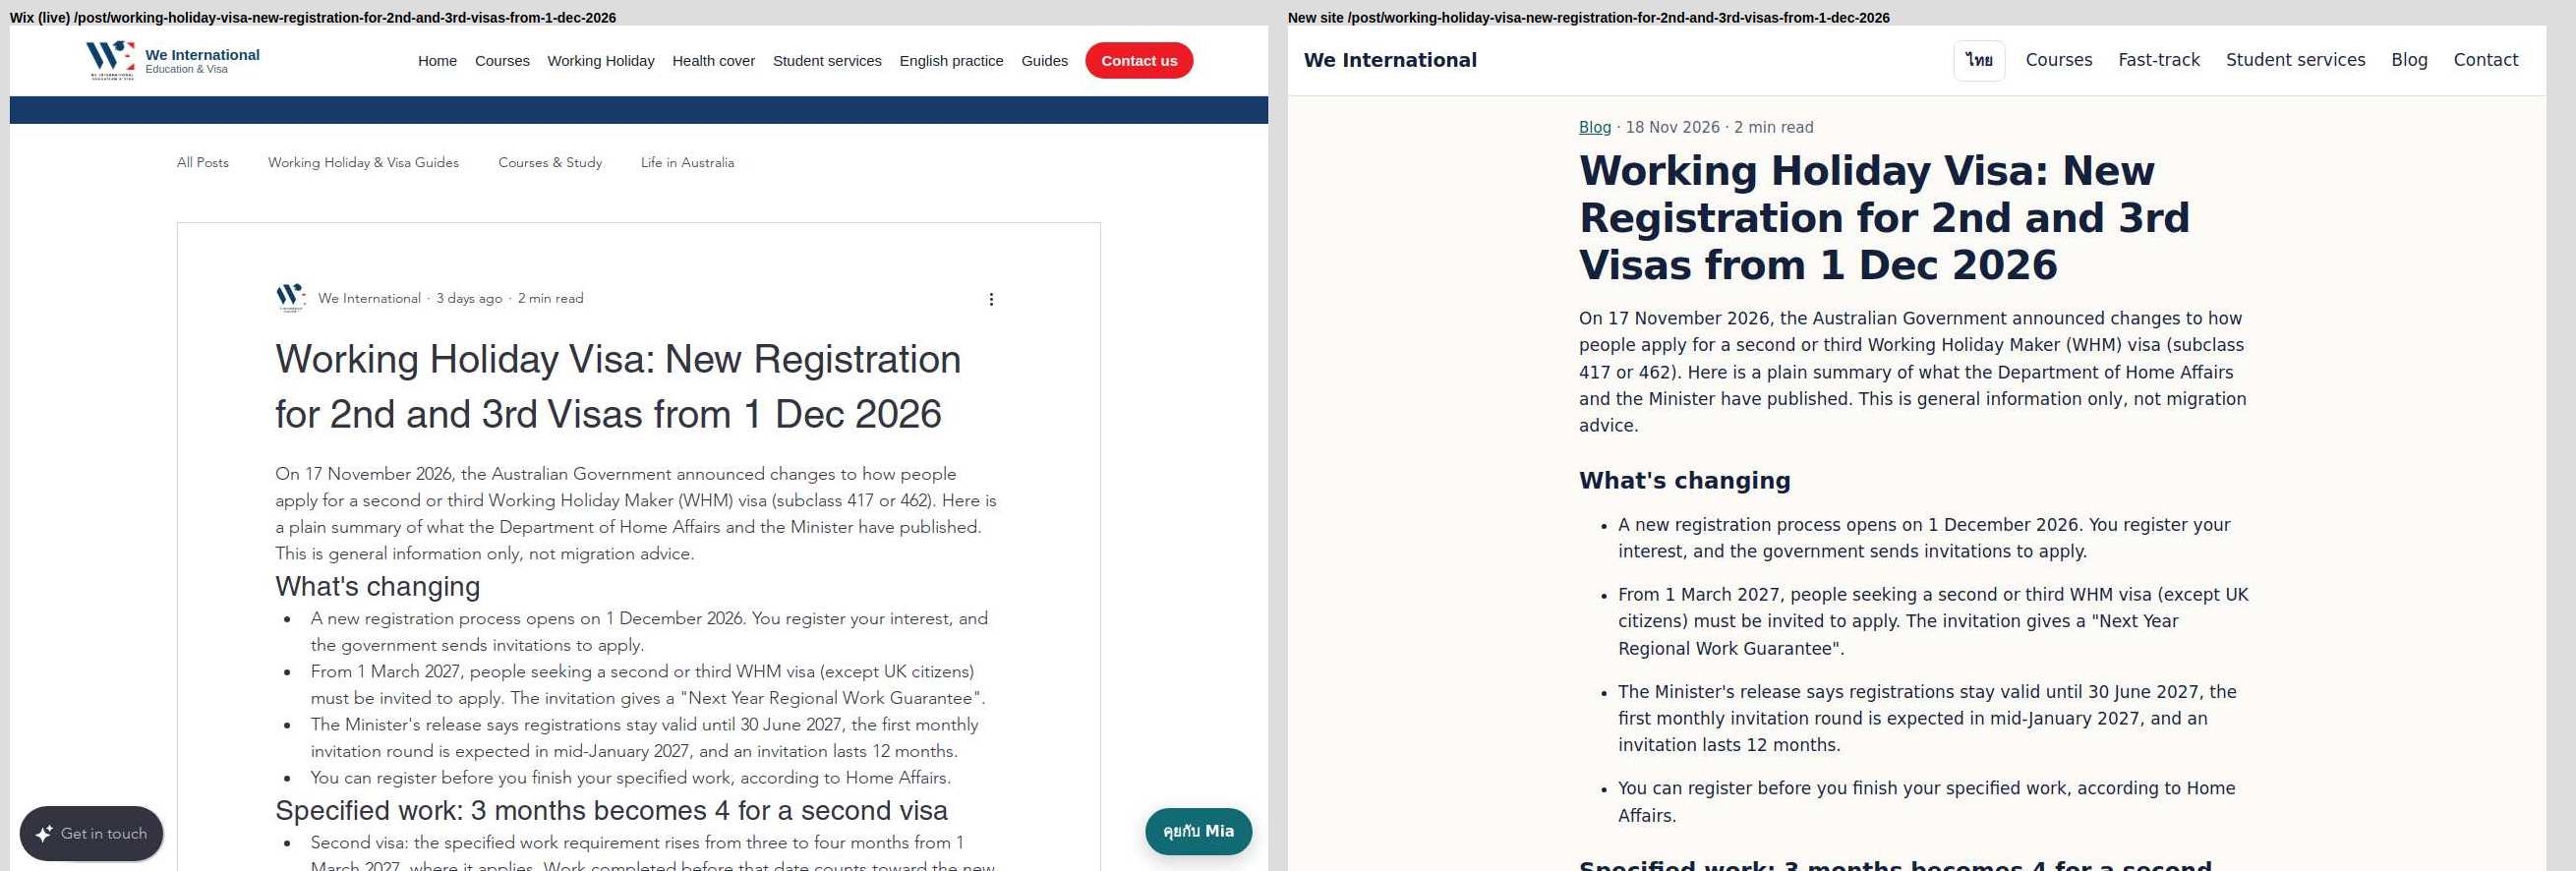 Wix (live) /post/working-holiday-visa-new-registration-for-2nd-and-3rd-visas-from-1-dec-2026
We International
Education & Visa
Home
Courses
Working Holiday
Health cover
Student services
English practice
Guides
Contact us
All Posts
Working Holiday & Visa Guides
Courses & Study
Life in Australia
We International · 3 days ago · 2 min read
Working Holiday Visa: New Registration
for 2nd and 3rd Visas from 1 Dec 2026
On 17 November 2026, the Australian Government announced changes to how people
apply for a second or third Working Holiday Maker (WHM) visa (subclass 417 or 462). Here is
a plain summary of what the Department of Home Affairs and the Minister have published.
This is general information only, not migration advice.
What's changing
• A new registration process opens on 1 December 2026. You register your interest, and
the government sends invitations to apply.
• From 1 March 2027, people seeking a second or third WHM visa (except UK citizens)
must be invited to apply. The invitation gives a "Next Year Regional Work Guarantee".
• The Minister's release says registrations stay valid until 30 June 2027, the first monthly
invitation round is expected in mid-January 2027, and an invitation lasts 12 months.
• You can register before you finish your specified work, according to Home Affairs.
Specified work: 3 months becomes 4 for a second visa
• Second visa: the specified work requirement rises from three to four months from 1
March 2027, where it applies. Work completed before that date counts toward the new
Get in touch
คุยกับ Mia
New site /post/working-holiday-visa-new-registration-for-2nd-and-3rd-visas-from-1-dec-2026
We International
ไทย
Courses
Fast-track
Student services
Blog
Contact
Blog · 18 Nov 2026 · 2 min read
Working Holiday Visa: New
Registration for 2nd and 3rd
Visas from 1 Dec 2026
On 17 November 2026, the Australian Government announced changes to how
people apply for a second or third Working Holiday Maker (WHM) visa (subclass
417 or 462). Here is a plain summary of what the Department of Home Affairs
and the Minister have published. This is general information only, not migration
advice.
What's changing
• A new registration process opens on 1 December 2026. You register your
interest, and the government sends invitations to apply.
• From 1 March 2027, people seeking a second or third WHM visa (except UK
citizens) must be invited to apply. The invitation gives a "Next Year
Regional Work Guarantee".
• The Minister's release says registrations stay valid until 30 June 2027, the
first monthly invitation round is expected in mid-January 2027, and an
invitation lasts 12 months.
• You can register before you finish your specified work, according to Home
Affairs.
Specified work: 3 months becomes 4 for a second